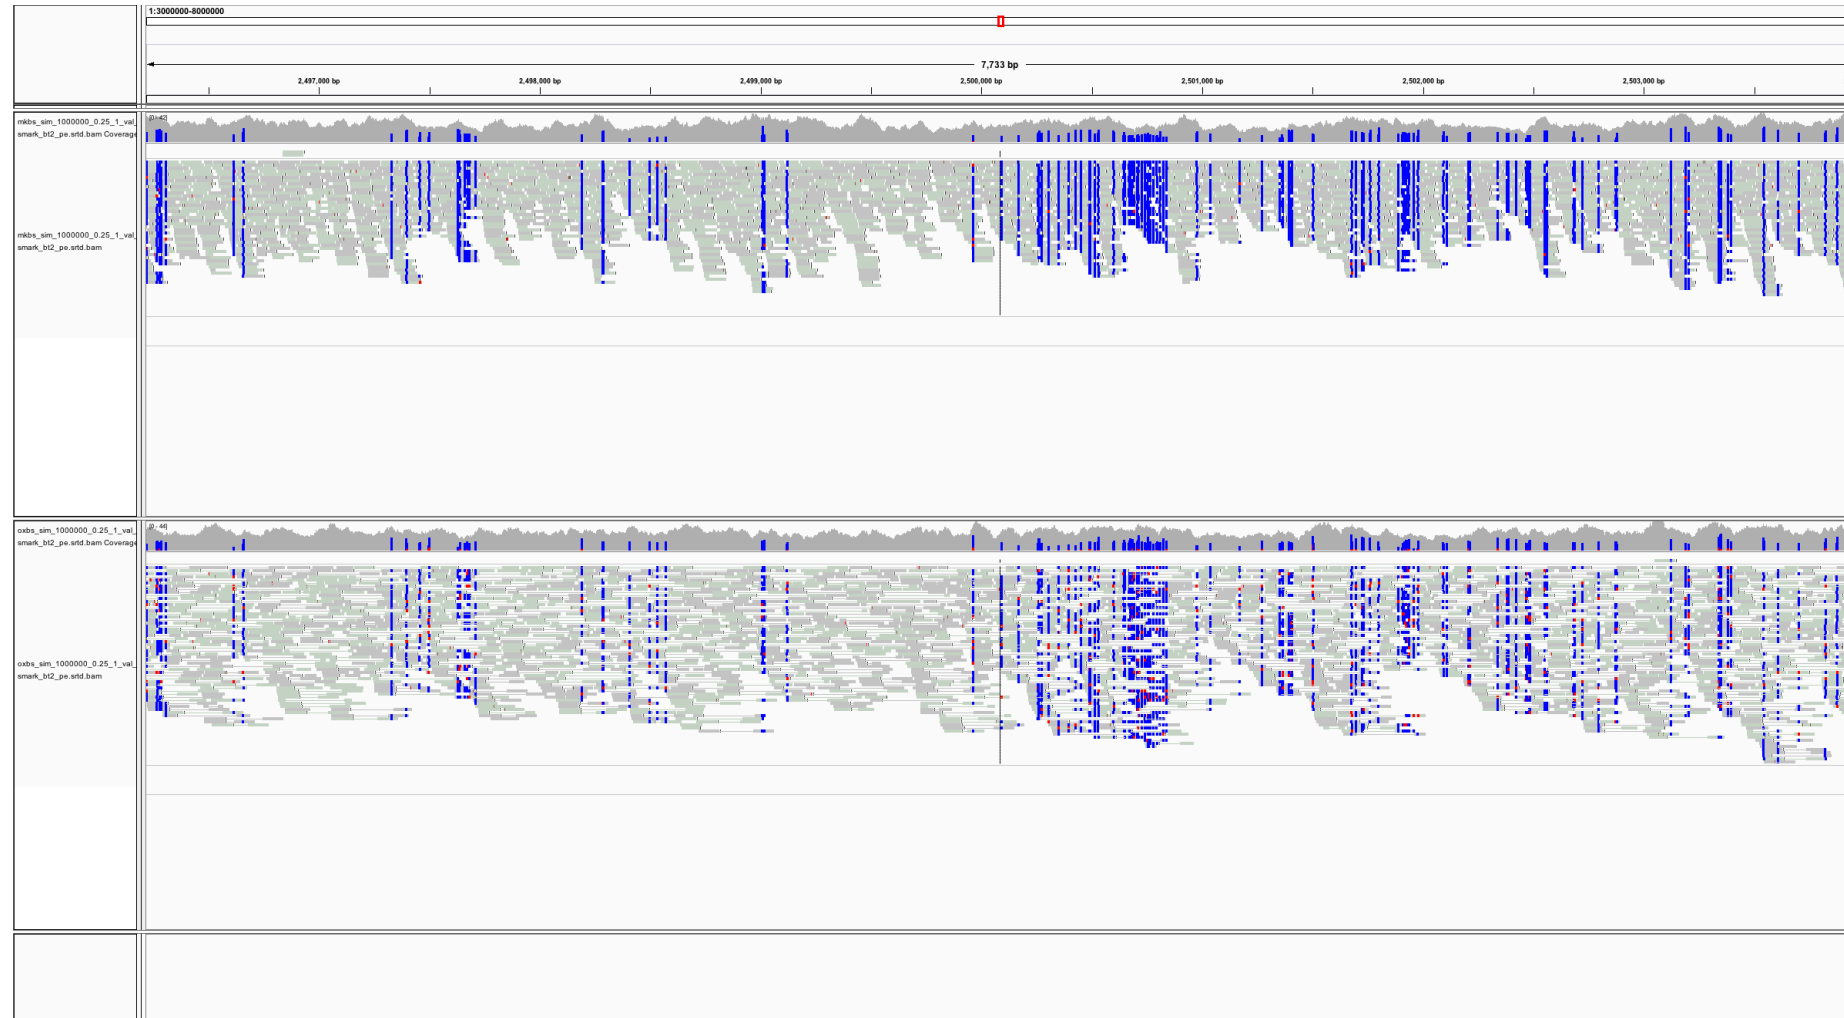 1:3000000-8000000
7,733 bp
2,497,000 bp 2,498,000 bp 2,499,000 bp 2,500,000 bp 2,501,000 bp 2,502,000 bp 2,503,000 bp
mkbs_sim_1000000_0.25_1_val_
smark_bt2_pe.srtd.bam Coverage
[0 - 42]
mkbs_sim_1000000_0.25_1_val_
smark_bt2_pe.srtd.bam
oxbs_sim_1000000_0.25_1_val_
smark_bt2_pe.srtd.bam Coverage
[0 - 44]
oxbs_sim_1000000_0.25_1_val_
smark_bt2_pe.srtd.bam